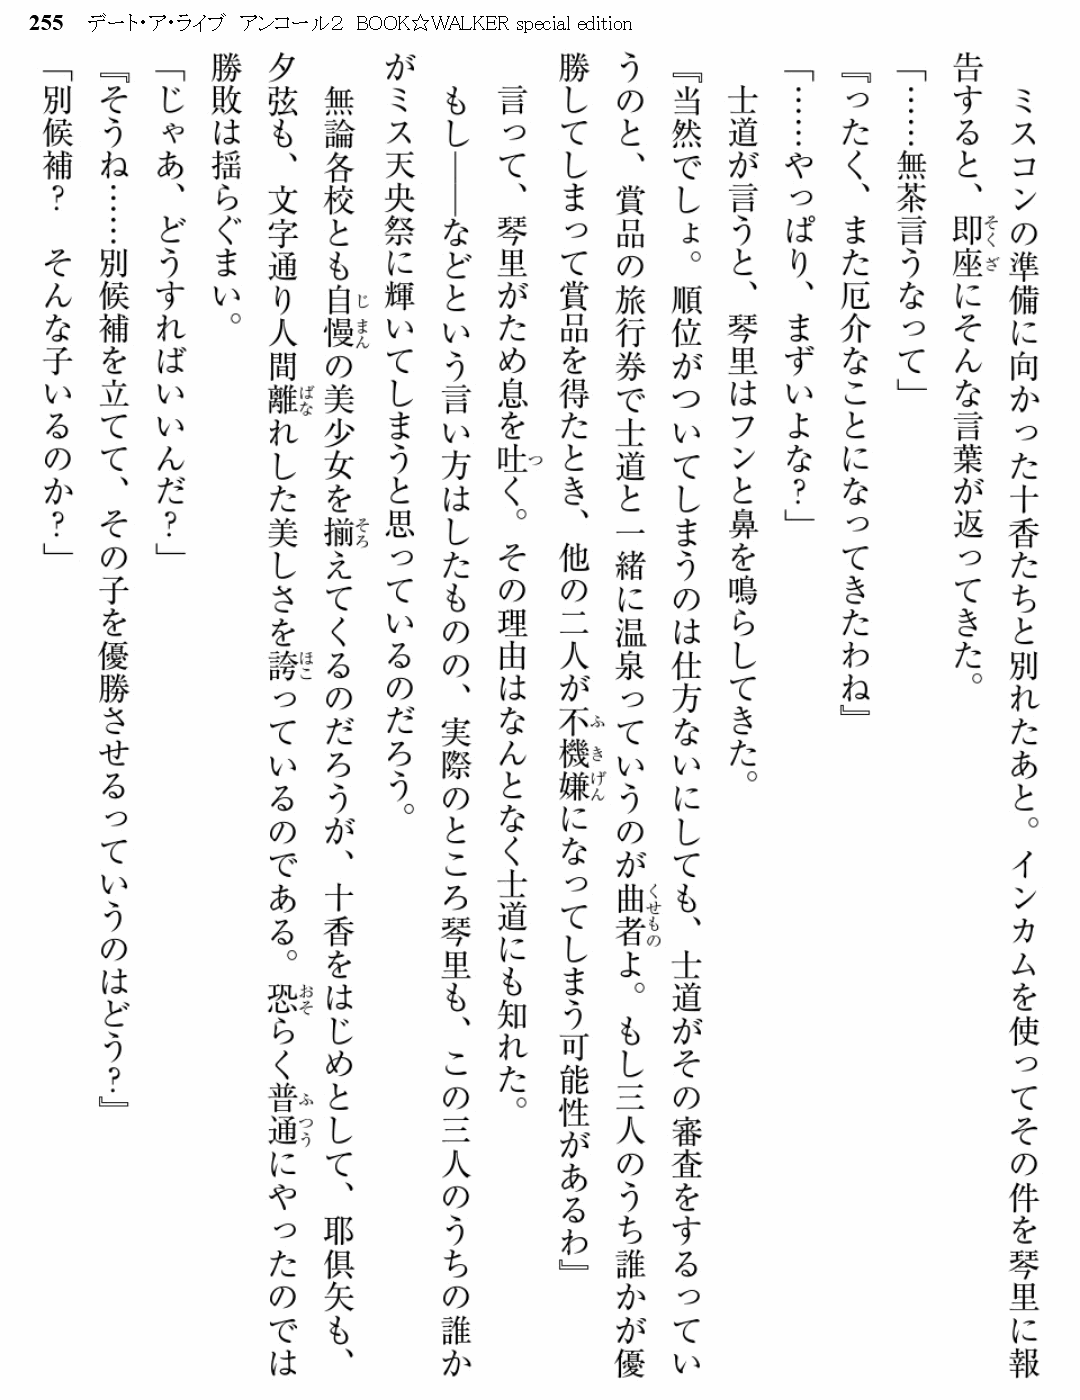 255 デート・ア・ライブ アンコール2 BOOK☆WALKER special edition
ミスコンの準備に向かった十香たちと別れたあと。インカムを使ってその件を琴里に報
告すると、即座にそんな言葉が返ってきた。
「……無茶言うなって」
『ったく、また厄介なことになってきたわね』
「……やっぱり、まずいよな？」
士道が言うと、琴里はフンと鼻を鳴らしてきた。
『当然でしょ。順位がついてしまうのは仕方ないにしても、士道がその審査をするってい
うのと、賞品の旅行券で士道と一緒に温泉っていうのが曲者よ。もし三人のうち誰かが優
勝してしまって賞品を得たとき、他の二人が不機嫌になってしまう可能性があるわ』
言って、琴里がため息を吐く。その理由はなんとなく士道にも知れた。
もし――などという言い方はしたものの、実際のところ琴里も、この三人のうちの誰か
がミス天央祭に輝いてしまうと思っているのだろう。
無論各校とも自慢の美少女を揃えてくるのだろうが、十香をはじめとして、耶倶矢も、
夕弦も、文字通り人間離れした美しさを誇っているのである。恐らく普通にやったのでは
勝敗は揺らぐまい。
「じゃあ、どうすればいいんだ？」
『そうね……別候補を立てて、その子を優勝させるっていうのはどう？』
「別候補？　そんな子いるのか？」